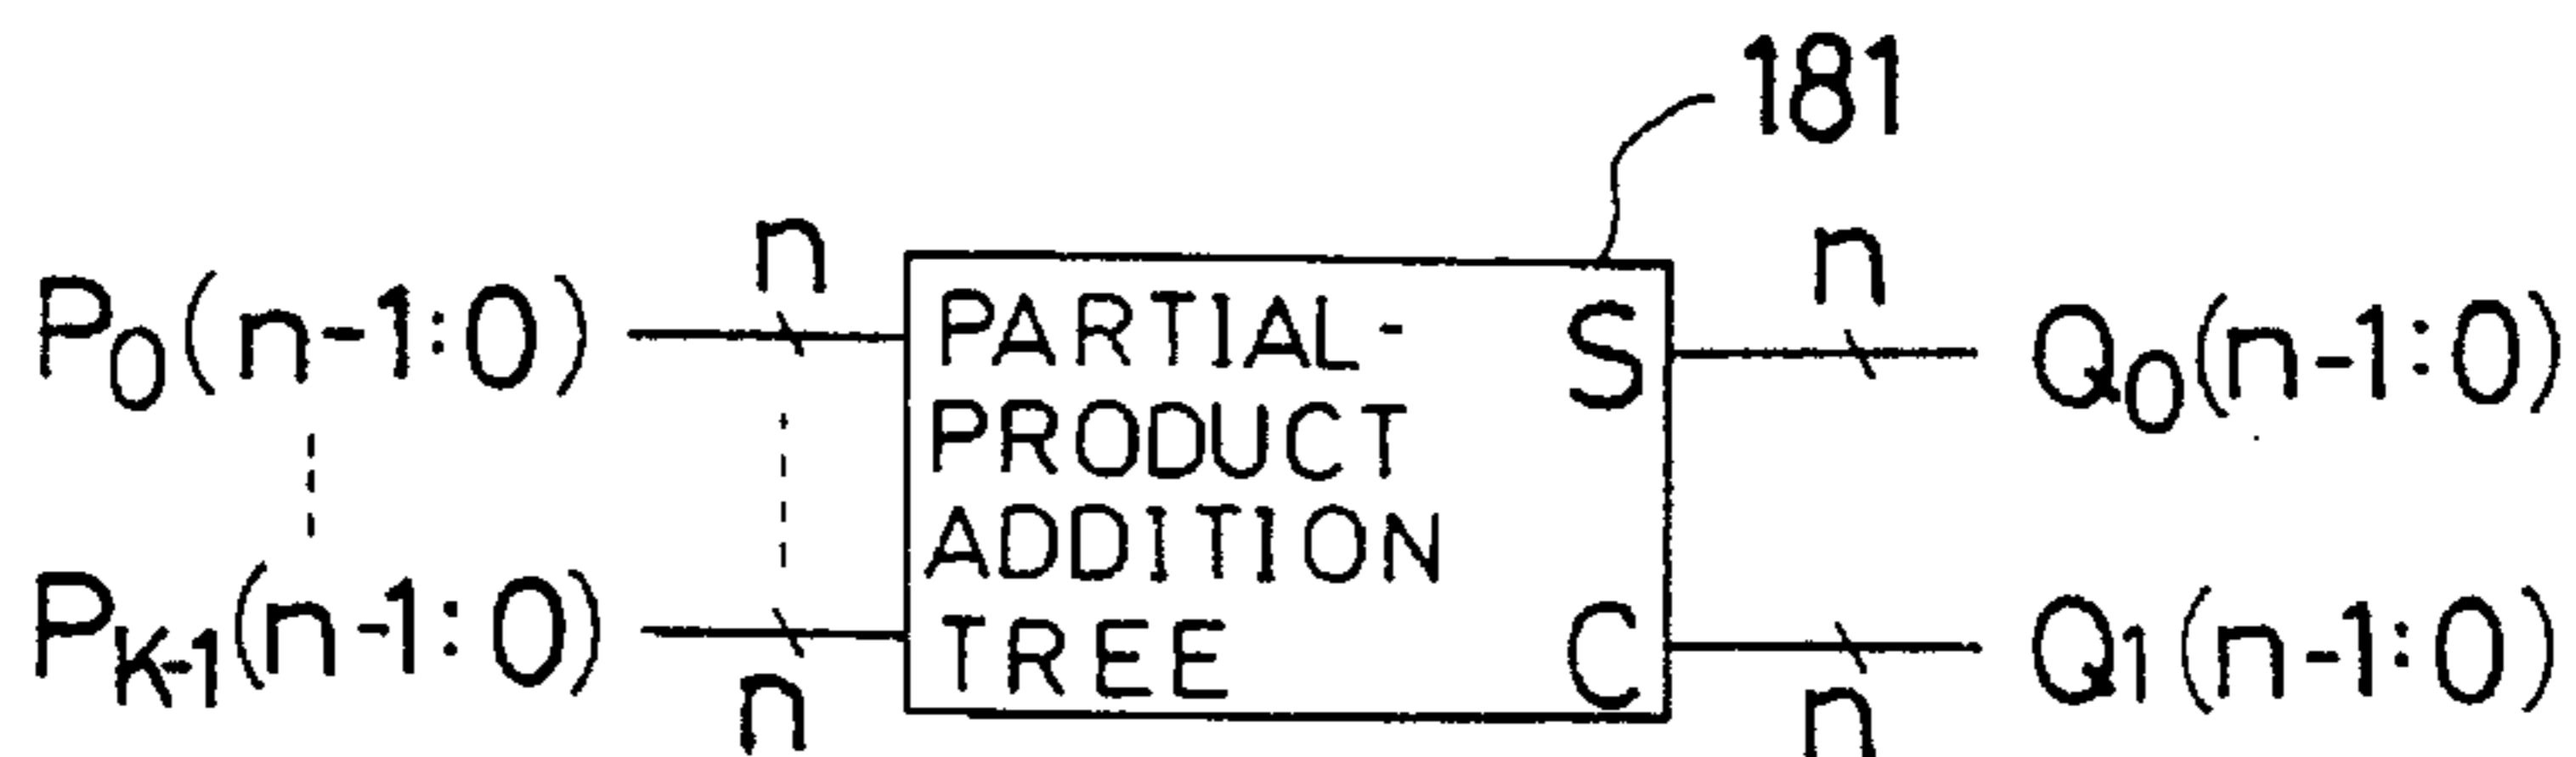 181
n n
P0(n-1:0) PARTIAL- S Q0(n-1:0)
PRODUCT
ADDITION
PK-1(n-1:0) TREE C Q1(n-1:0)
n n